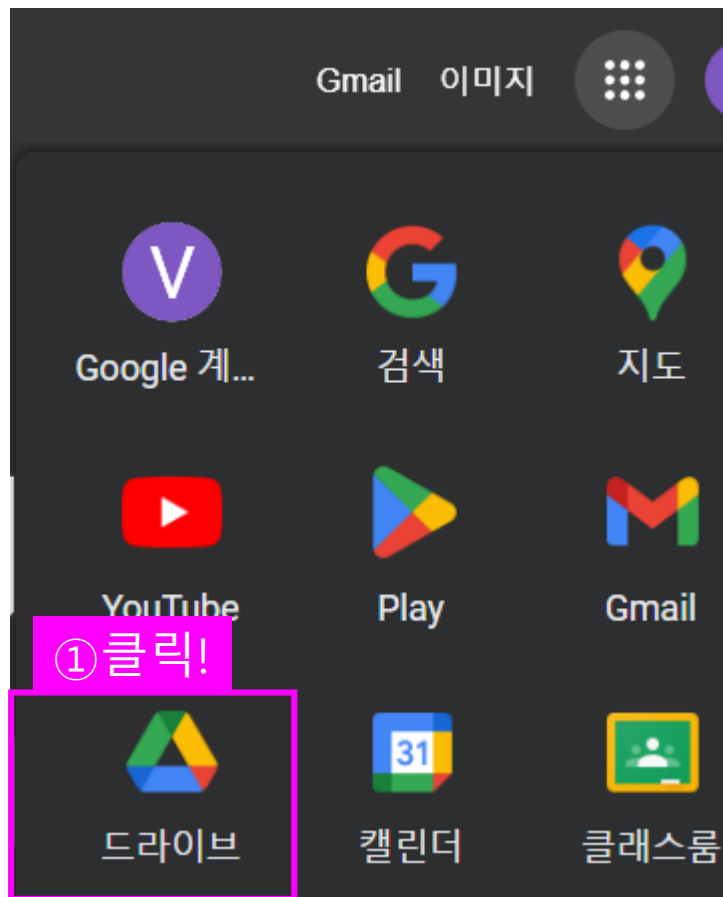 Gmail 이미지
V
Google 계...
검색
지도
YouTube
Play
Gmail
①클릭!
31
드라이브
캘린더
클래스룸